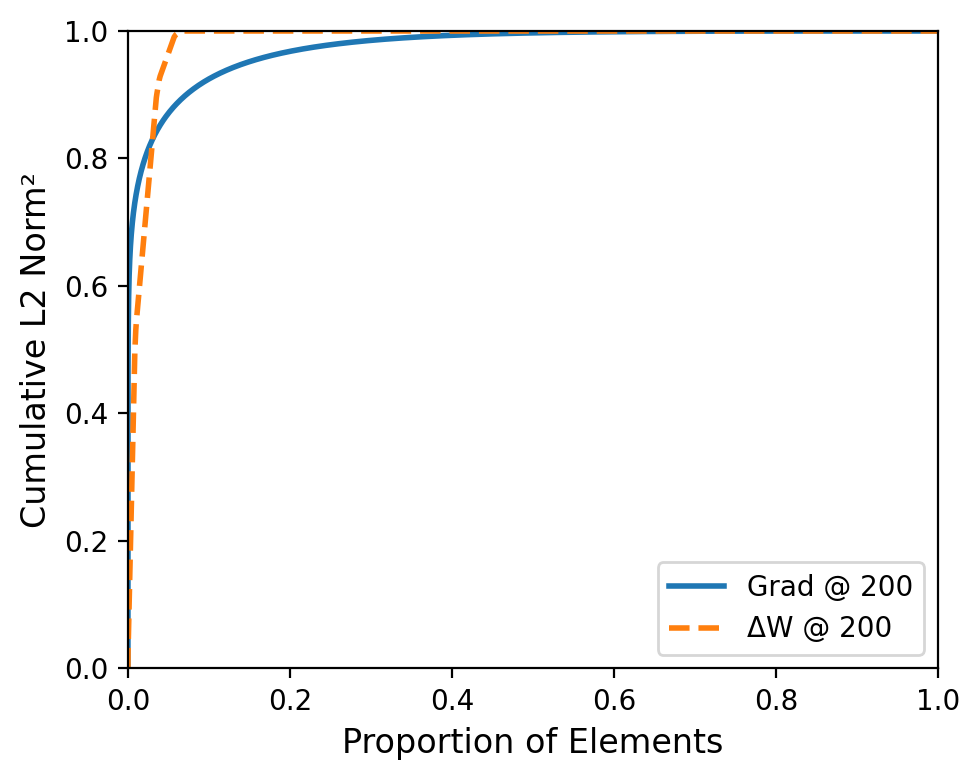 1.0
0.8
0.6
0.4
0.2
0.0
Cumulative L2 Norm²
0.0 0.2 0.4 0.6 0.8 1.0
Proportion of Elements
Grad @ 200
ΔW @ 200